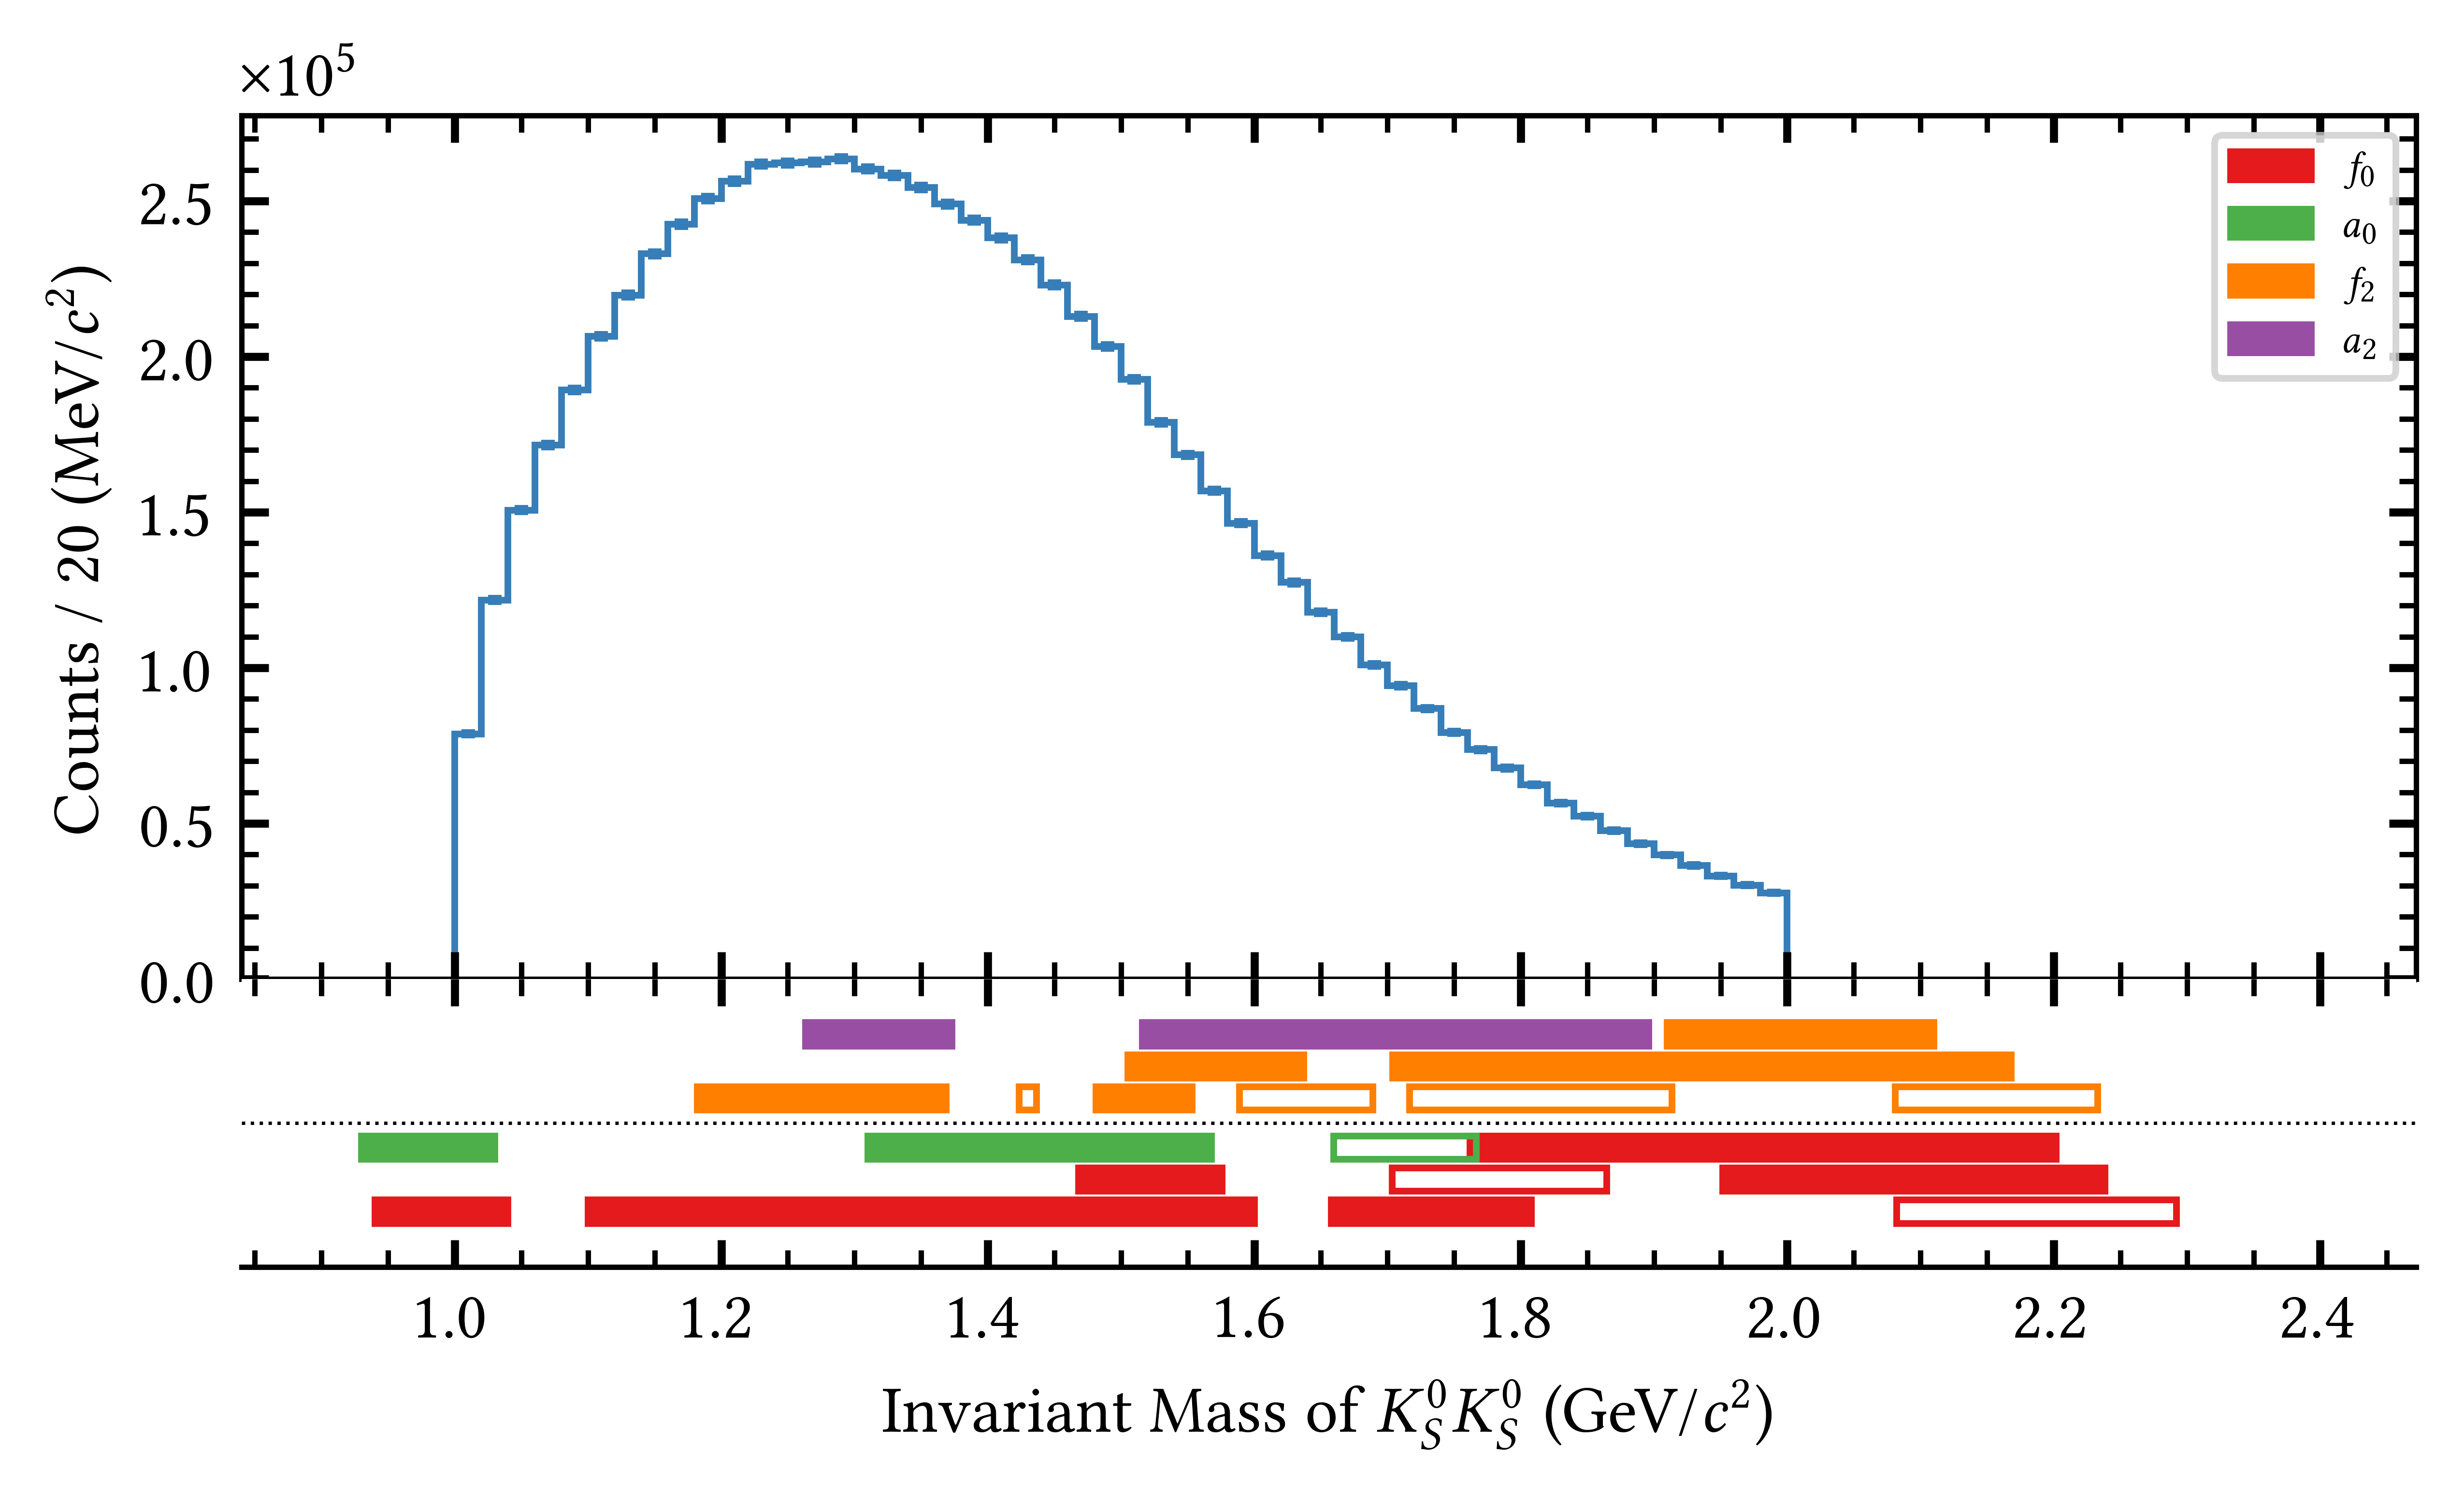 ×10⁵
Counts / 20 (MeV/c²)
2.5
2.0
1.5
1.0
0.5
0.0
f₀
a₀
f₂
a₂
1.0 1.2 1.4 1.6 1.8 2.0 2.2 2.4
Invariant Mass of K⁰_S K⁰_S (GeV/c²)